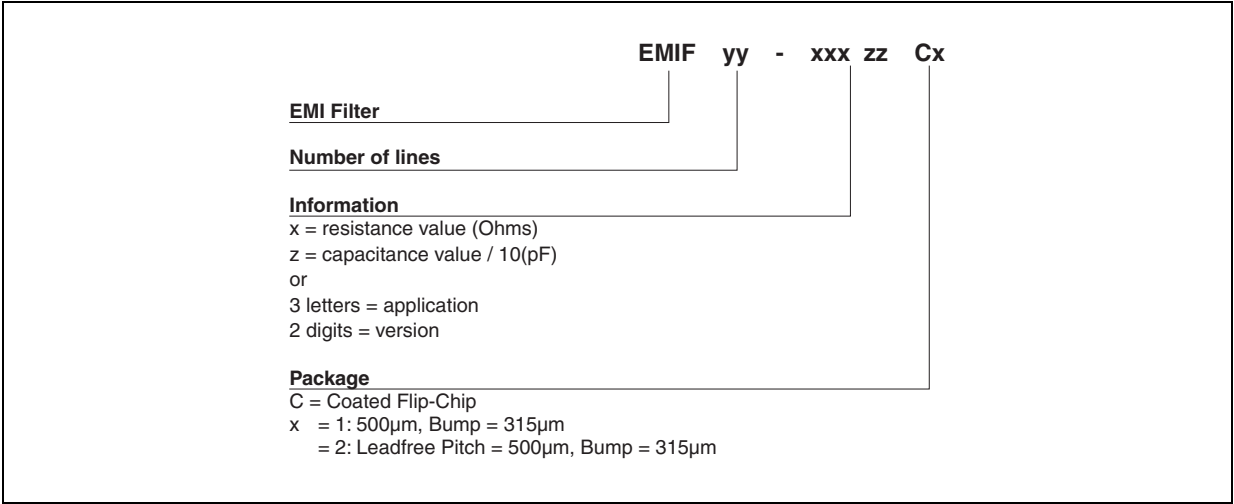 EMIF yy - xxx zz Cx
EMI Filter
Number of lines
Information
x = resistance value (Ohms)
z = capacitance value / 10(pF)
or
3 letters = application
2 digits = version
Package
C = Coated Flip-Chip
x = 1: 500µm, Bump = 315µm
= 2: Leadfree Pitch = 500µm, Bump = 315µm